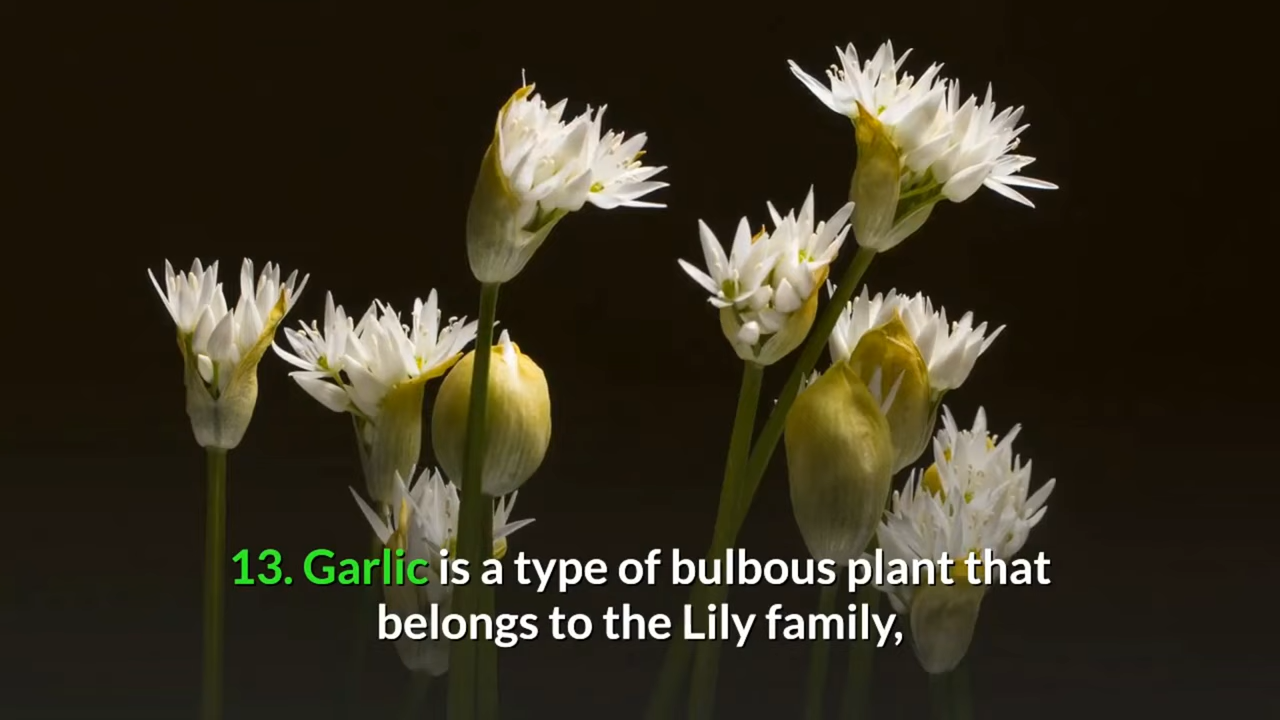 13. Garlic is a type of bulbous plant that
belongs to the Lily family,